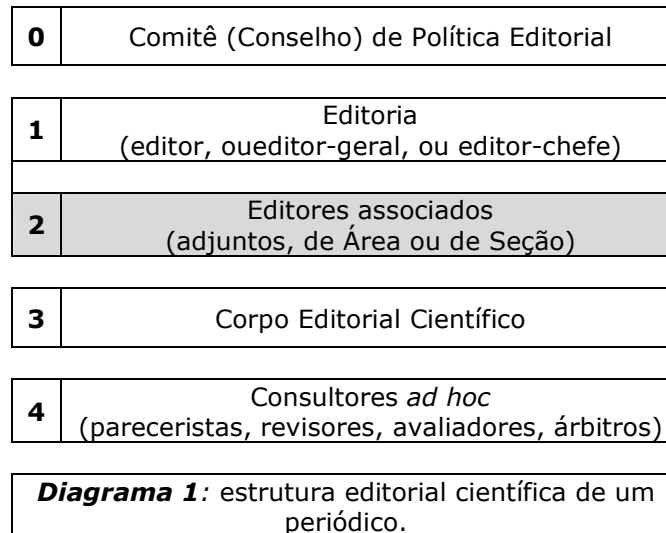 0 Comitê (Conselho) de Política Editorial
1 Editoria
(editor, oueditor-geral, ou editor-chefe)
2 Editores associados
(adjuntos, de Área ou de Seção)
3 Corpo Editorial Científico
4 Consultores ad hoc
(pareceristas, revisores, avaliadores, árbitros)
Diagrama 1: estrutura editorial científica de um
periódico.